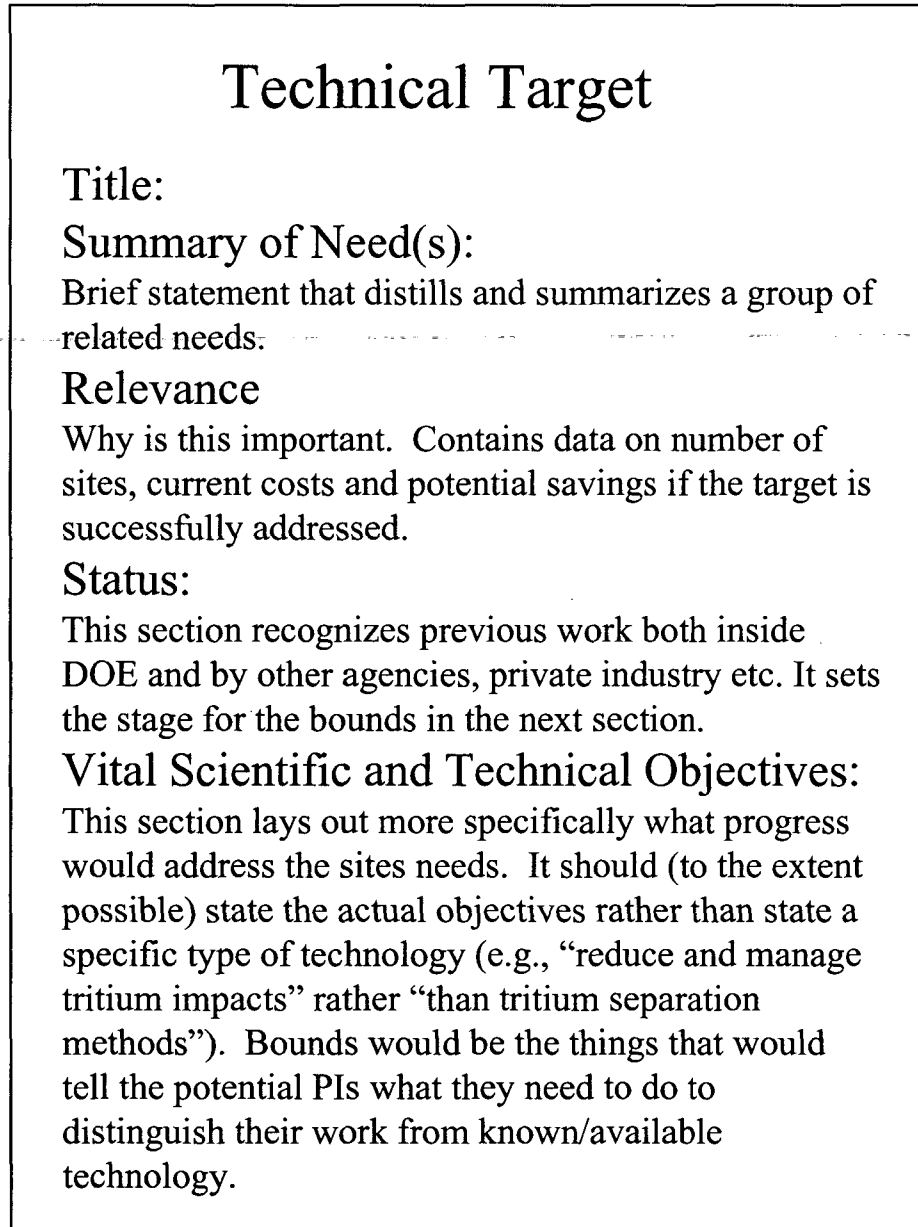 Technical Target
Title:
Summary of Need(s):
Brief statement that distills and summarizes a group of
related needs.
Relevance
Why is this important.  Contains data on number of
sites, current costs and potential savings if the target is
successfully addressed.
Status:
This section recognizes previous work both inside
DOE and by other agencies, private industry etc. It sets
the stage for the bounds in the next section.
Vital Scientific and Technical Objectives:
This section lays out more specifically what progress
would address the sites needs.  It should (to the extent
possible) state the actual objectives rather than state a
specific type of technology (e.g., “reduce and manage
tritium impacts” rather “than tritium separation
methods”).  Bounds would be the things that would
tell the potential PIs what they need to do to
distinguish their work from known/available
technology.